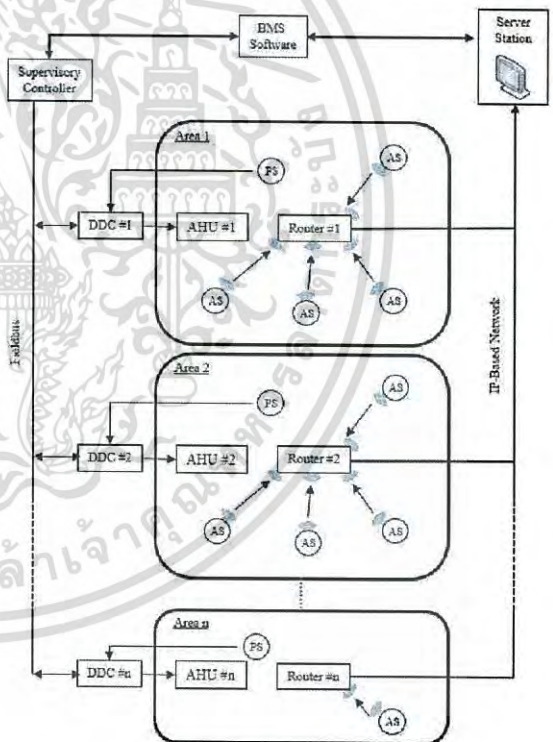 BMS
Software
Server
Station
Supervisory
Controller
Area 1
PS
AS
DDC #1
AHU #1
Router #1
AS
AS
AS
Fieldbus
IP-Based Network
Area 2
PS
AS
DDC #2
AHU #2
Router #2
AS
AS
AS
Area n
PS
DDC #n
AHU #n
Router #n
AS